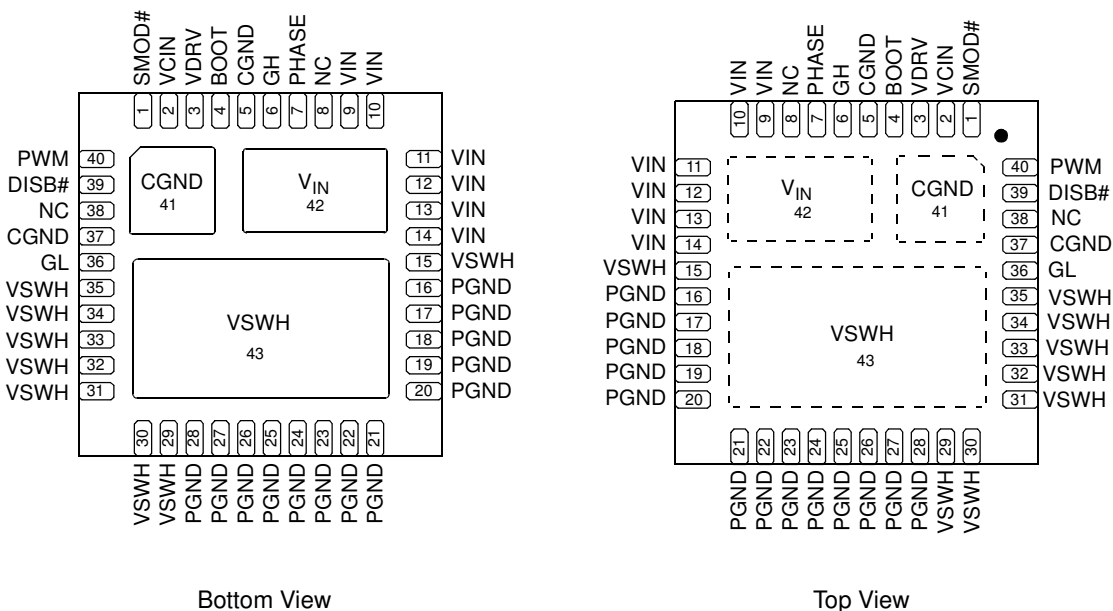 SMOD#
VCIN
VDRV
BOOT
CGND
GH
PHASE
NC
VIN
VIN
1 2 3 4 5 6 7 8 9 10
PWM 40
DISB# 39
NC 38
CGND 37
GL 36
VSWH 35
VSWH 34
VSWH 33
VSWH 32
VSWH 31
CGND
41
VIN
42
VSWH
43
11 VIN
12 VIN
13 VIN
14 VIN
15 VSWH
16 PGND
17 PGND
18 PGND
19 PGND
20 PGND
30 29 28 27 26 25 24 23 22 21
VSWH
VSWH
PGND
PGND
PGND
PGND
PGND
PGND
PGND
PGND
Bottom View
VIN
VIN
NC
PHASE
GH
CGND
BOOT
VDRV
VCIN
SMOD#
10 9 8 7 6 5 4 3 2 1
VIN 11
VIN 12
VIN 13
VIN 14
VSWH 15
PGND 16
PGND 17
PGND 18
PGND 19
PGND 20
VIN
42
CGND
41
VSWH
43
40 PWM
39 DISB#
38 NC
37 CGND
36 GL
35 VSWH
34 VSWH
33 VSWH
32 VSWH
31 VSWH
21 22 23 24 25 26 27 28 29 30
PGND
PGND
PGND
PGND
PGND
PGND
PGND
PGND
VSWH
VSWH
Top View